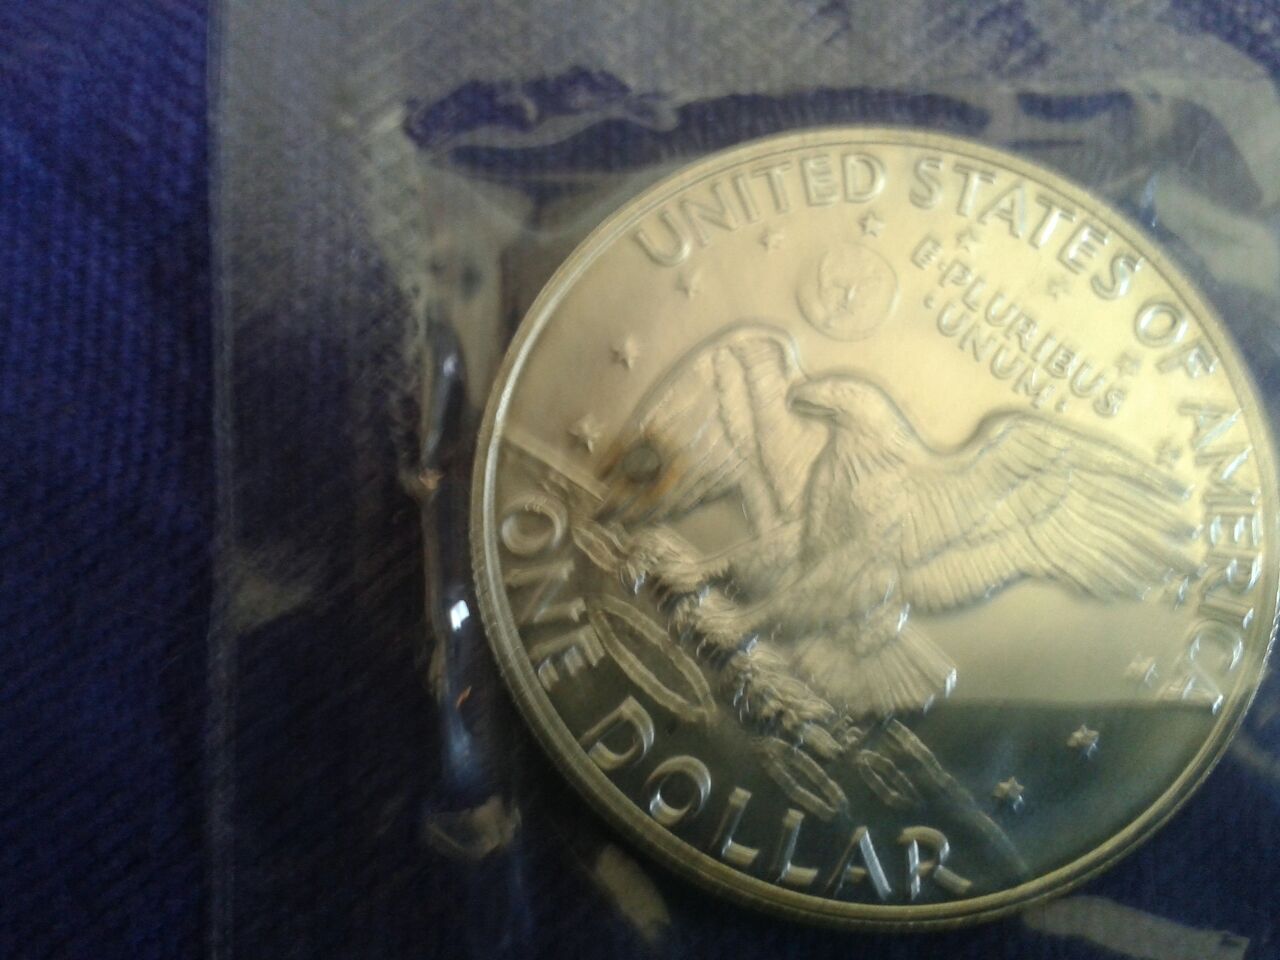 UNITED STATES OF AMERICA
E·PLURIBUS
·UNUM·
ONE DOLLAR